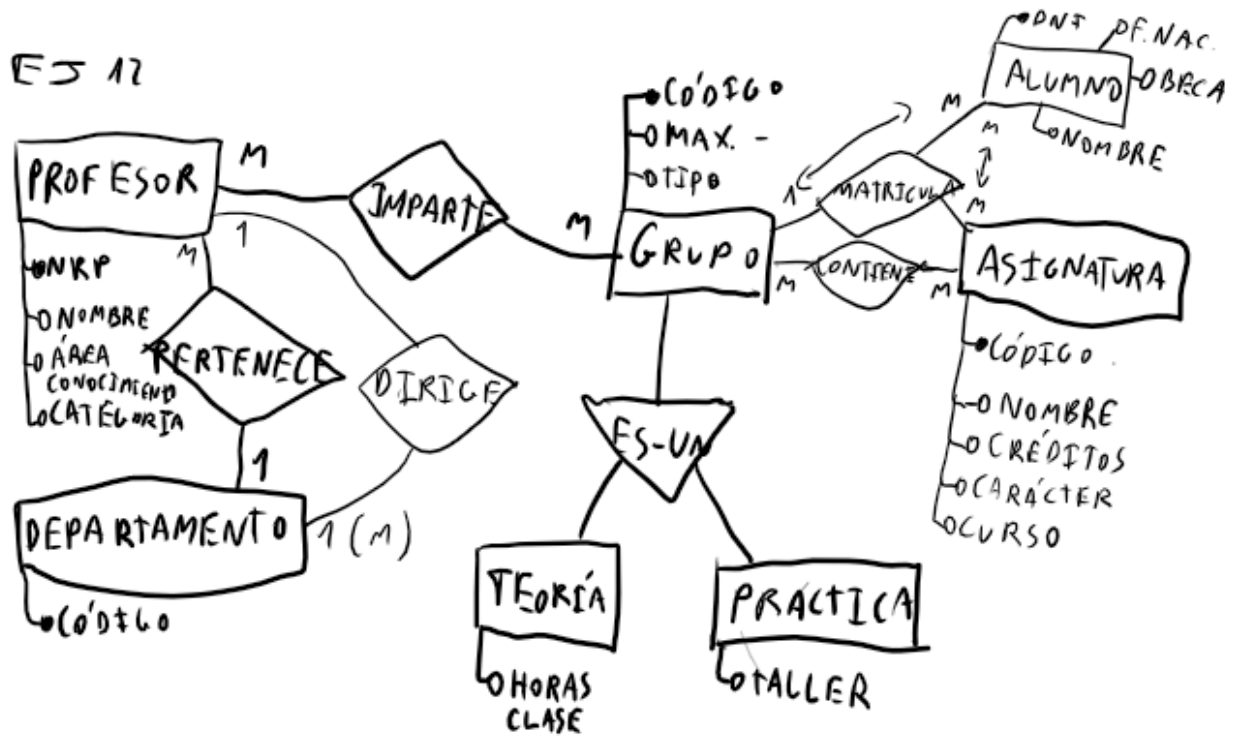 EJ 12
PROFESOR
NRP
NOMBRE
ÁREA
CONOCIMIENTO
CATEGORÍA
M
IMPARTE
M
1
M
PERTENECE
1
DIRIGE
1 (M)
DEPARTAMENTO
CÓDIGO
CÓDIGO
MAX. -
TIPO
GRUPO
1
MATRICULA
M
M
M
M
CONTIENE
M
DNI
F.NAC.
ALUMNO
BECA
NOMBRE
ASIGNATURA
CÓDIGO
NOMBRE
CRÉDITOS
CARÁCTER
CURSO
ES-UN
TEORÍA
HORAS
CLASE
PRÁCTICA
TALLER